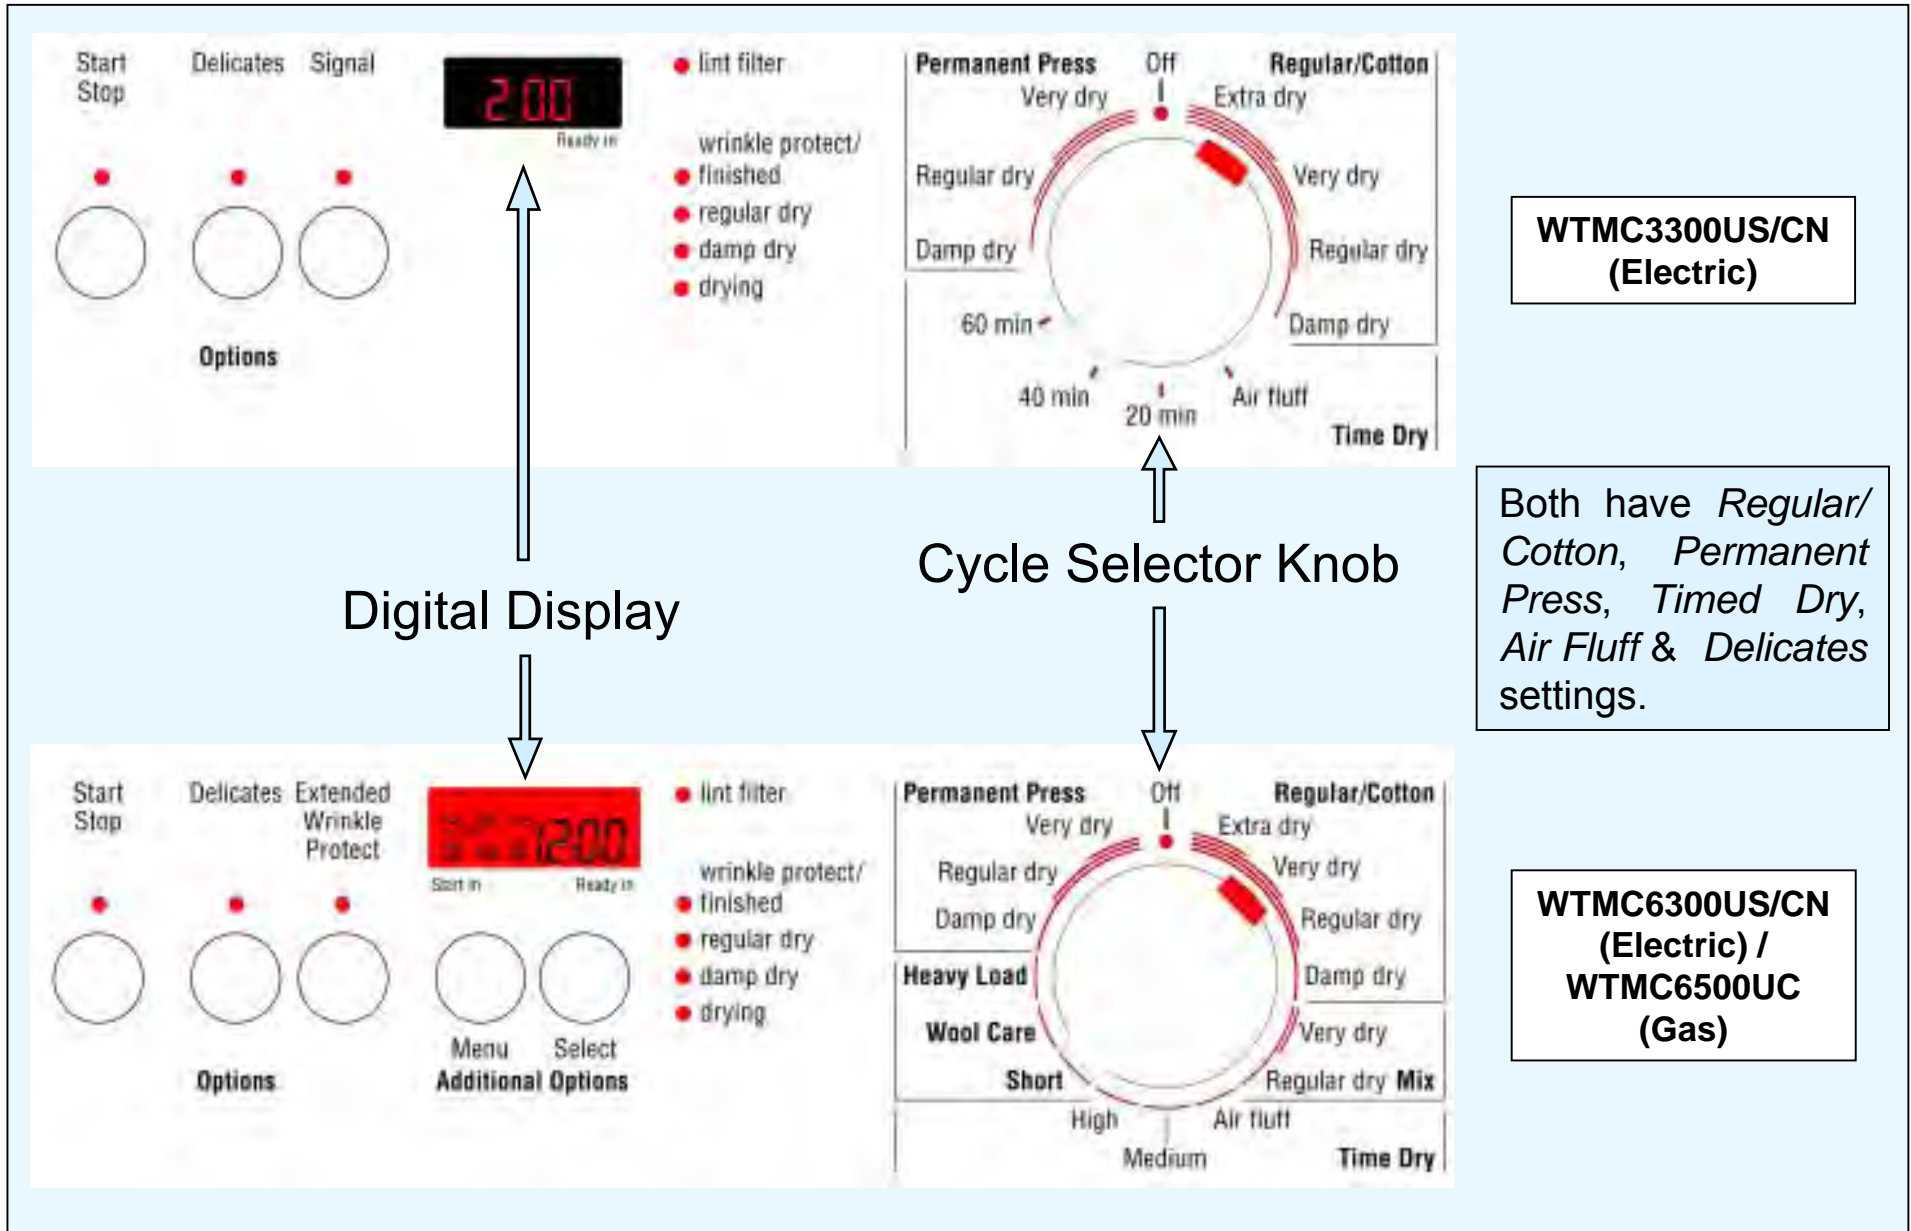 Start
Stop
Delicates
Signal
2:00
Ready in
Options
lint filter
wrinkle protect/
finished
regular dry
damp dry
drying
Permanent Press
Off
Regular/Cotton
Very dry
Extra dry
Regular dry
Very dry
Damp dry
Regular dry
60 min
Damp dry
40 min
20 min
Air fluff
Time Dry
WTMC3300US/CN
(Electric)
Digital Display
Cycle Selector Knob
Both have Regular/
Cotton, Permanent
Press, Timed Dry,
Air Fluff & Delicates
settings.
Start
Stop
Delicates
Extended
Wrinkle
Protect
12:00
Start in
Ready in
Menu
Select
Options
Additional Options
lint filter
wrinkle protect/
finished
regular dry
damp dry
drying
Permanent Press
Off
Regular/Cotton
Very dry
Extra dry
Regular dry
Very dry
Damp dry
Regular dry
Heavy Load
Damp dry
Wool Care
Very dry
Short
Regular dry Mix
High
Air fluff
Medium
Time Dry
WTMC6300US/CN
(Electric) /
WTMC6500UC
(Gas)